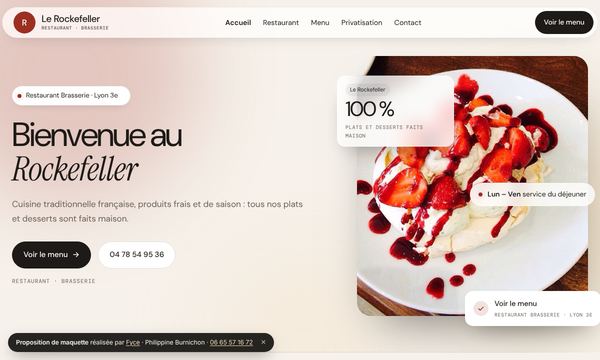 R
Le Rockefeller
RESTAURANT · BRASSERIE
Accueil
Restaurant
Menu
Privatisation
Contact
Voir le menu
Restaurant Brasserie · Lyon 3e
Bienvenue au
Rockefeller
Cuisine traditionnelle française, produits frais et de saison : tous nos plats
et desserts sont faits maison.
Voir le menu →
04 78 54 95 36
RESTAURANT · BRASSERIE
Le Rockefeller
100 %
PLATS ET DESSERTS FAITS
MAISON
Lun – Ven service du déjeuner
Voir le menu
RESTAURANT BRASSERIE · LYON 3E
Proposition de maquette réalisée par Fyce · Philippine Burnichon · 06 65 57 16 72 ×